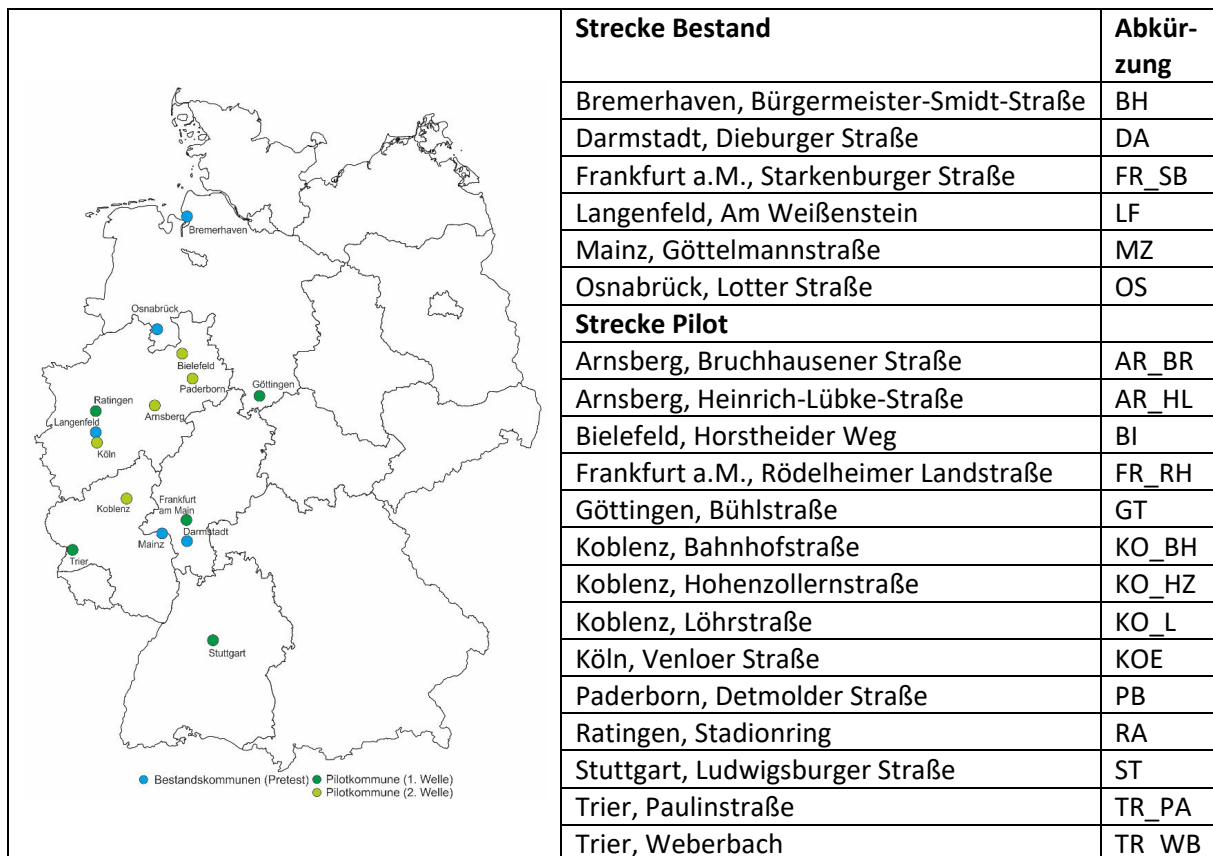 Bremerhaven
Osnabrück
Bielefeld
Paderborn
Göttingen
Ratingen
Arnsberg
Langenfeld
Köln
Koblenz
Frankfurt
am Main
Darmstadt
Mainz
Trier
Stuttgart
Bestandskommunen (Pretest) Pilotkommune (1. Welle)
Pilotkommune (2. Welle)
Strecke Bestand Abkür-
zung
Bremerhaven, Bürgermeister-Smidt-Straße BH
Darmstadt, Dieburger Straße DA
Frankfurt a.M., Starkenburger Straße FR_SB
Langenfeld, Am Weißenstein LF
Mainz, Göttelmannstraße MZ
Osnabrück, Lotter Straße OS
Strecke Pilot
Arnsberg, Bruchhausener Straße AR_BR
Arnsberg, Heinrich-Lübke-Straße AR_HL
Bielefeld, Horstheider Weg BI
Frankfurt a.M., Rödelheimer Landstraße FR_RH
Göttingen, Bühlstraße GT
Koblenz, Bahnhofstraße KO_BH
Koblenz, Hohenzollernstraße KO_HZ
Koblenz, Löhrstraße KO_L
Köln, Venloer Straße KOE
Paderborn, Detmolder Straße PB
Ratingen, Stadionring RA
Stuttgart, Ludwigsburger Straße ST
Trier, Paulinstraße TR_PA
Trier, Weberbach TR_WB